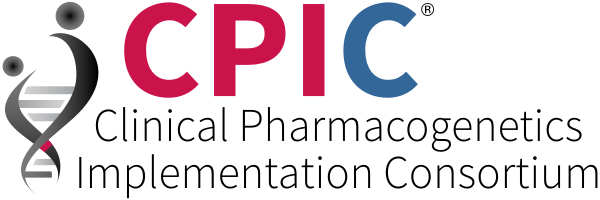 CPIC®
Clinical Pharmacogenetics
Implementation Consortium